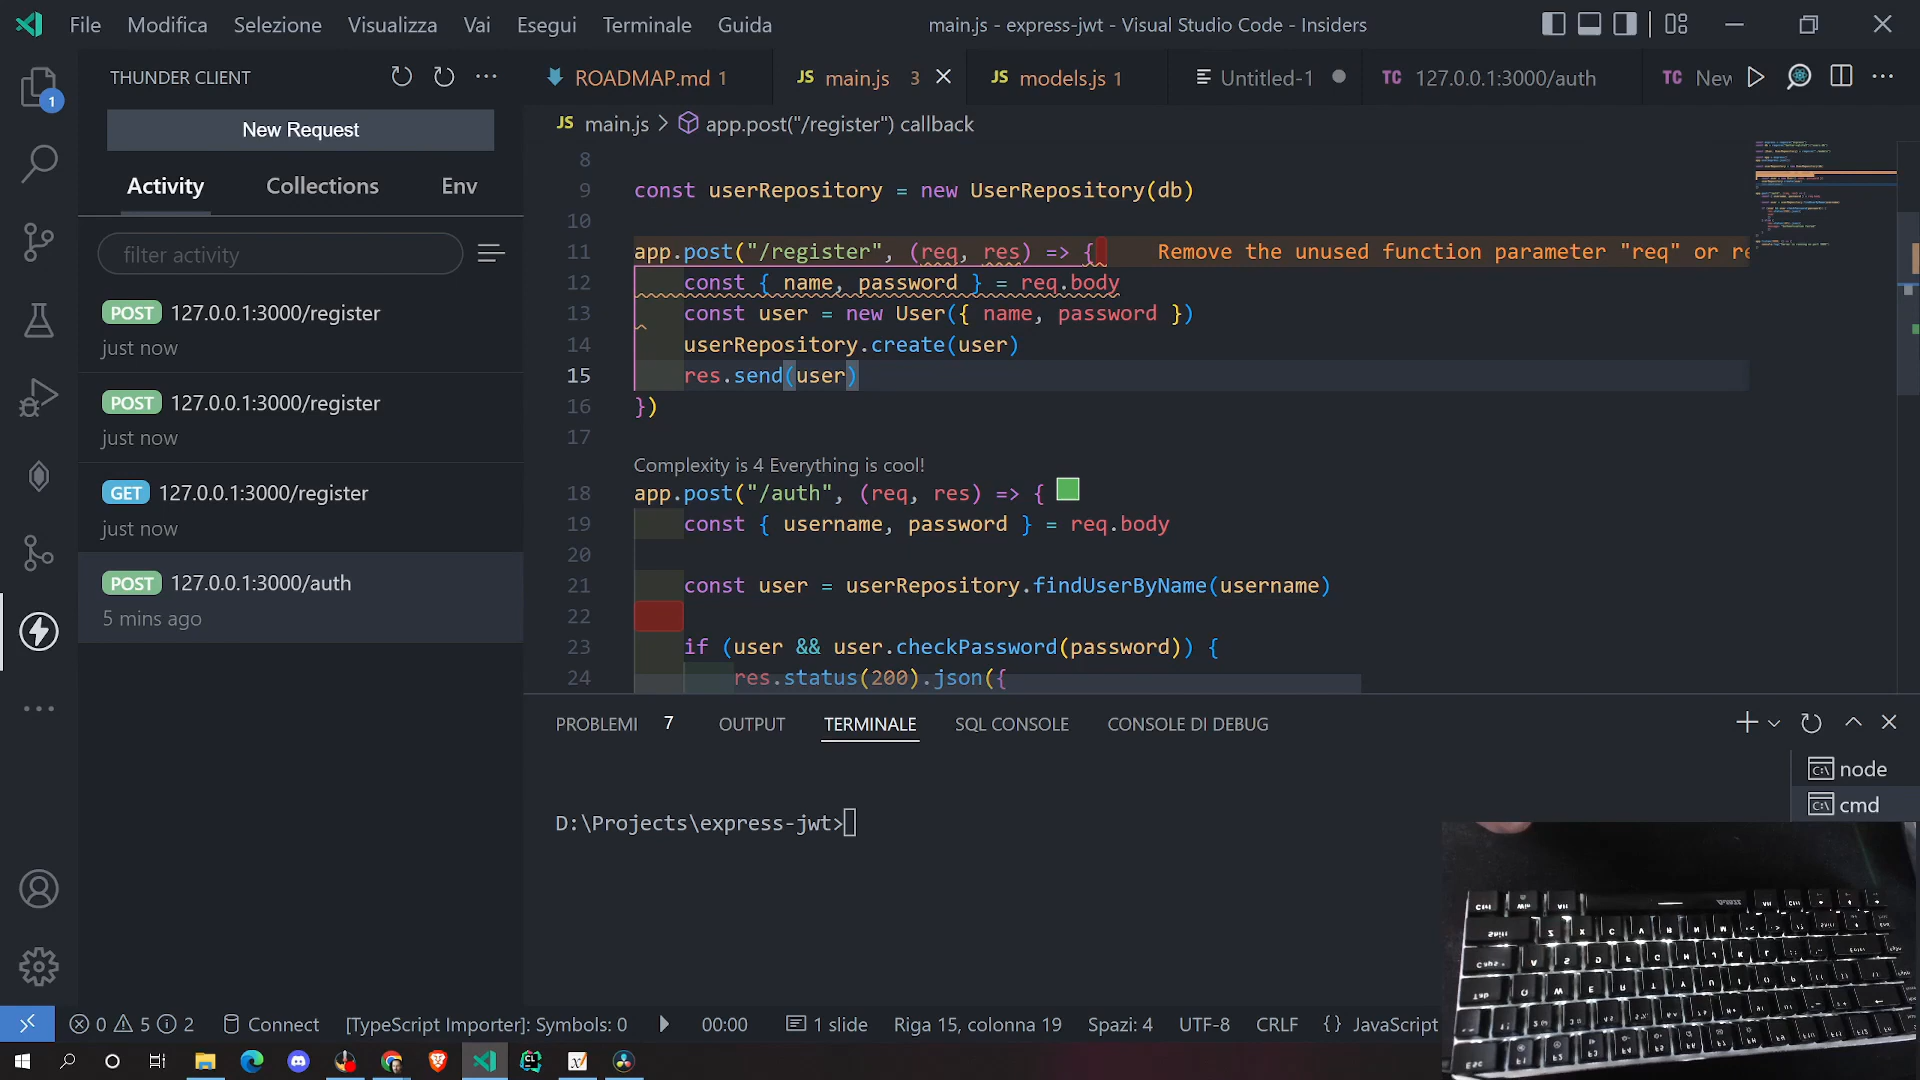 File Modifica Selezione Visualizza Vai Esegui Terminale Guida
main.js - express-jwt - Visual Studio Code - Insiders
1
THUNDER CLIENT
New Request
Activity Collections Env
filter activity
POST 127.0.0.1:3000/register
just now
POST 127.0.0.1:3000/register
just now
GET 127.0.0.1:3000/register
just now
POST 127.0.0.1:3000/auth
5 mins ago
ROADMAP.md 1
JS main.js 3
JS models.js 1
Untitled-1
TC 127.0.0.1:3000/auth
TC New
JS main.js > app.post("/register") callback
8
9 const userRepository = new UserRepository(db)
10
11 app.post("/register", (req, res) => { Remove the unused function parameter "req" or re
12 const { name, password } = req.body
13 const user = new User({ name, password })
14 userRepository.create(user)
15 res.send(user)
16 })
17
Complexity is 4 Everything is cool!
18 app.post("/auth", (req, res) => {
19 const { username, password } = req.body
20
21 const user = userRepository.findUserByName(username)
22
23 if (user && user.checkPassword(password)) {
24 res.status(200).json({
PROBLEMI 7 OUTPUT TERMINALE SQL CONSOLE CONSOLE DI DEBUG
node
cmd
D:\Projects\express-jwt>
0 5 2 Connect [TypeScript Importer]: Symbols: 0 00:00 1 slide Riga 15, colonna 19 Spazi: 4 UTF-8 CRLF {} JavaScript